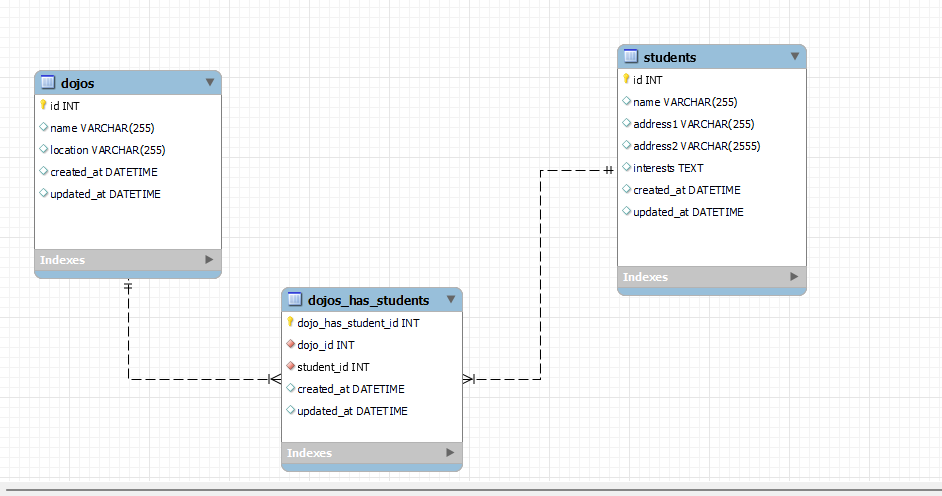 dojos
id INT
name VARCHAR(255)
location VARCHAR(255)
created_at DATETIME
updated_at DATETIME
Indexes
students
id INT
name VARCHAR(255)
address1 VARCHAR(255)
address2 VARCHAR(2555)
interests TEXT
created_at DATETIME
updated_at DATETIME
Indexes
dojos_has_students
dojo_has_student_id INT
dojo_id INT
student_id INT
created_at DATETIME
updated_at DATETIME
Indexes